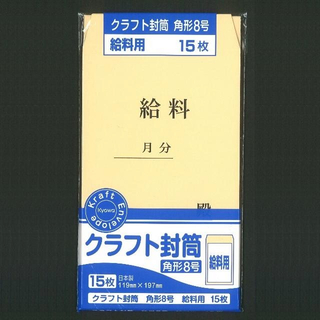 クラフト封筒 角形8号
給料用 15枚
給料
月分
殿
Kraft Envelope
Kyowa
クラフト封筒
角形8号
給料用
15枚
日本製
119mm×197mm
クラフト封筒 角形8号 給料用 15枚